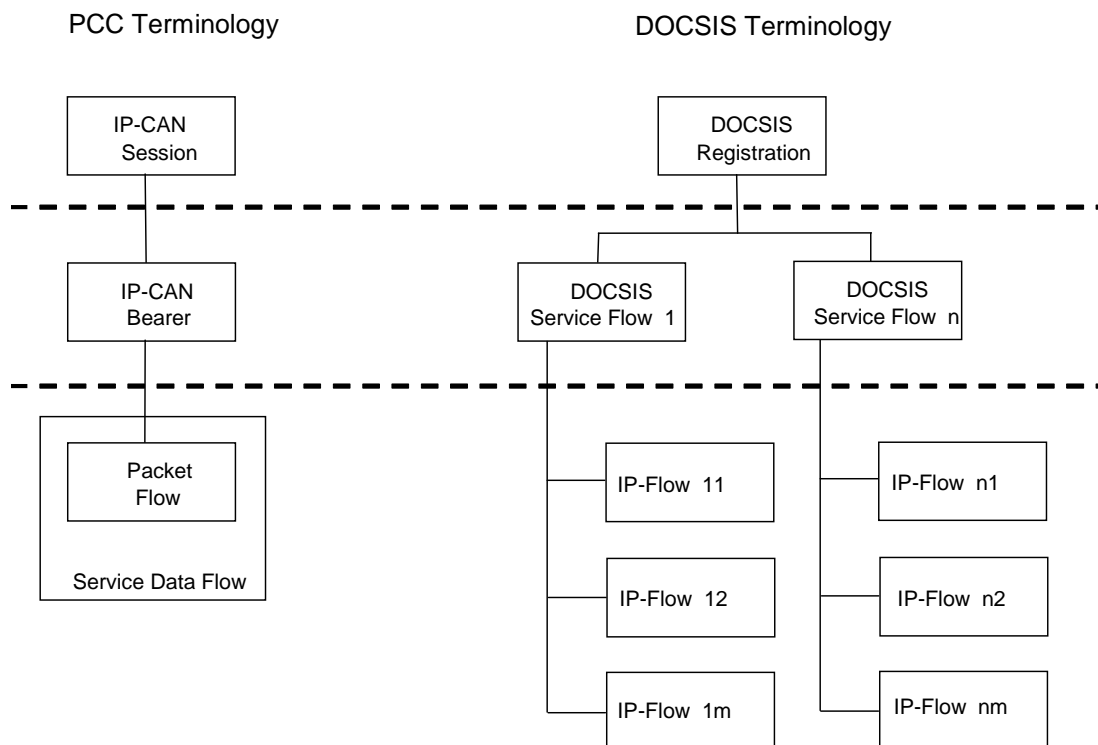 PCC Terminology
DOCSIS Terminology
IP-CAN
Session
DOCSIS
Registration
IP-CAN
Bearer
DOCSIS
Service Flow 1
DOCSIS
Service Flow n
Packet
Flow
Service Data Flow
IP-Flow 11
IP-Flow n1
IP-Flow 12
IP-Flow n2
IP-Flow 1m
IP-Flow nm